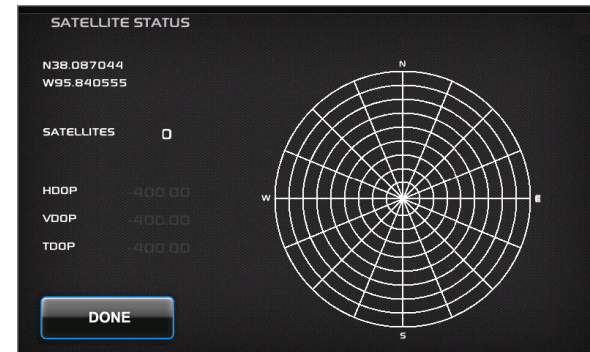 SATELLITE STATUS
N38.087044
W95.840555
SATELLITES 0
HDOP -400.00
VDOP -400.00
TDOP -400.00
DONE
N
W
E
S